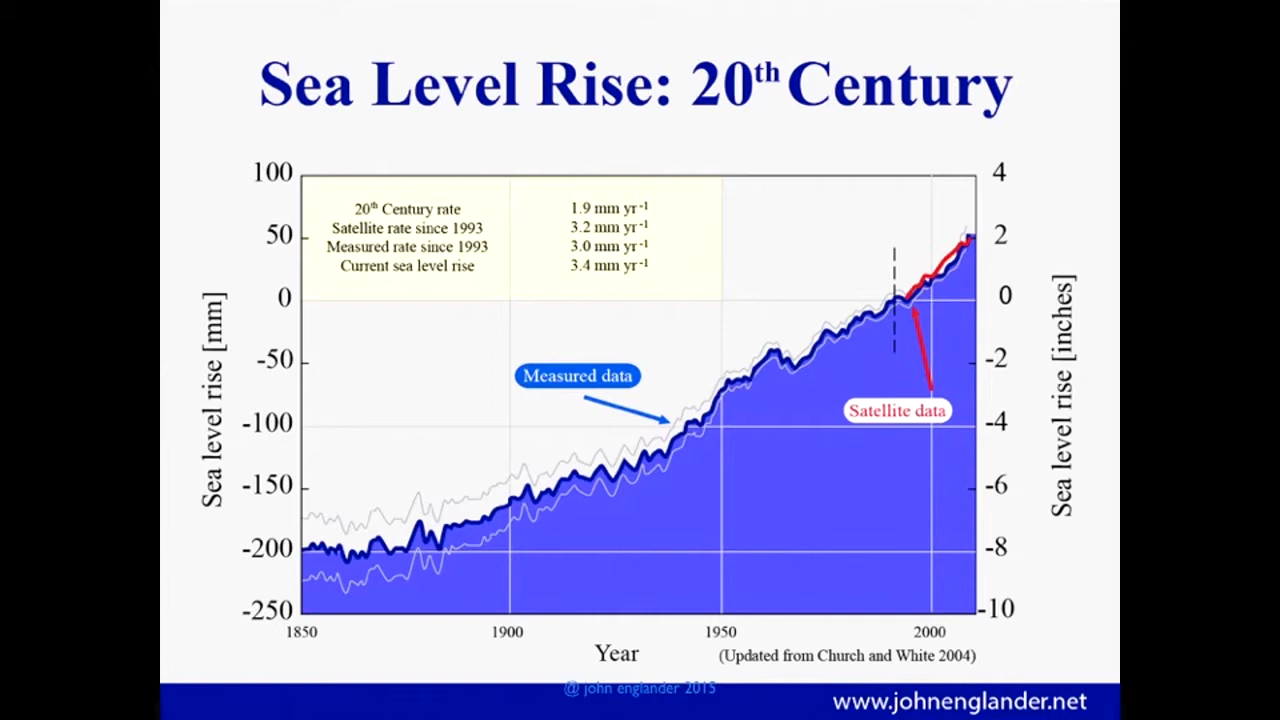 Sea Level Rise: 20th Century
100
50
0
-50
-100
-150
-200
-250
4
2
0
-2
-4
-6
-8
-10
Sea level rise [mm]
Sea level rise [inches]
20th Century rate 1.9 mm yr-1
Satellite rate since 1993 3.2 mm yr-1
Measured rate since 1993 3.0 mm yr-1
Current sea level rise 3.4 mm yr-1
Measured data
Satellite data
1850 1900 1950 2000
Year
(Updated from Church and White 2004)
@ john englander 2015
www.johnenglander.net